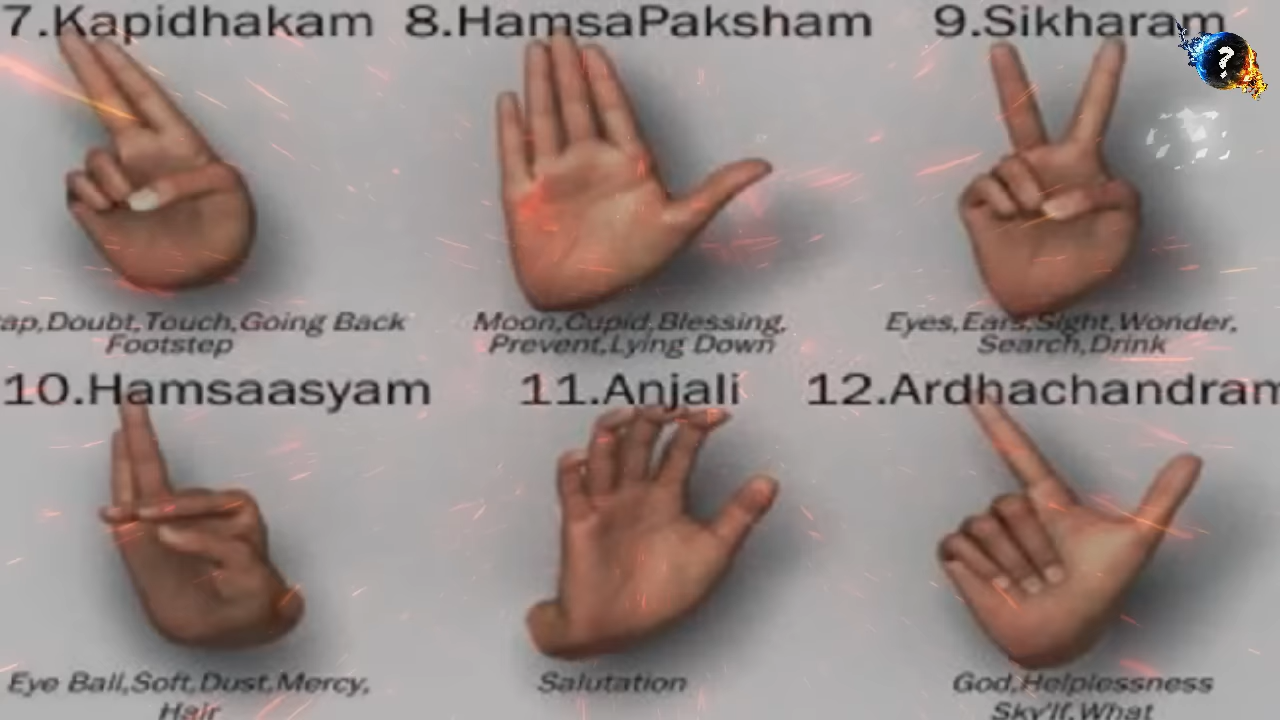 7.Kapidhakam
8.HamsaPaksham
9.Sikharam
?
ap,Doubt,Touch,Going Back
Footstep
Moon,Cupid,Blessing,
Prevent,Lying Down
Eyes,Ears,Sight,Wonder,
Search,Drink
10.Hamsaasyam
11.Anjali
12.Ardhachandram
Eye Ball,Soft,Dust,Mercy,
Hair
Salutation
God,Helplessness
Sky'If,What